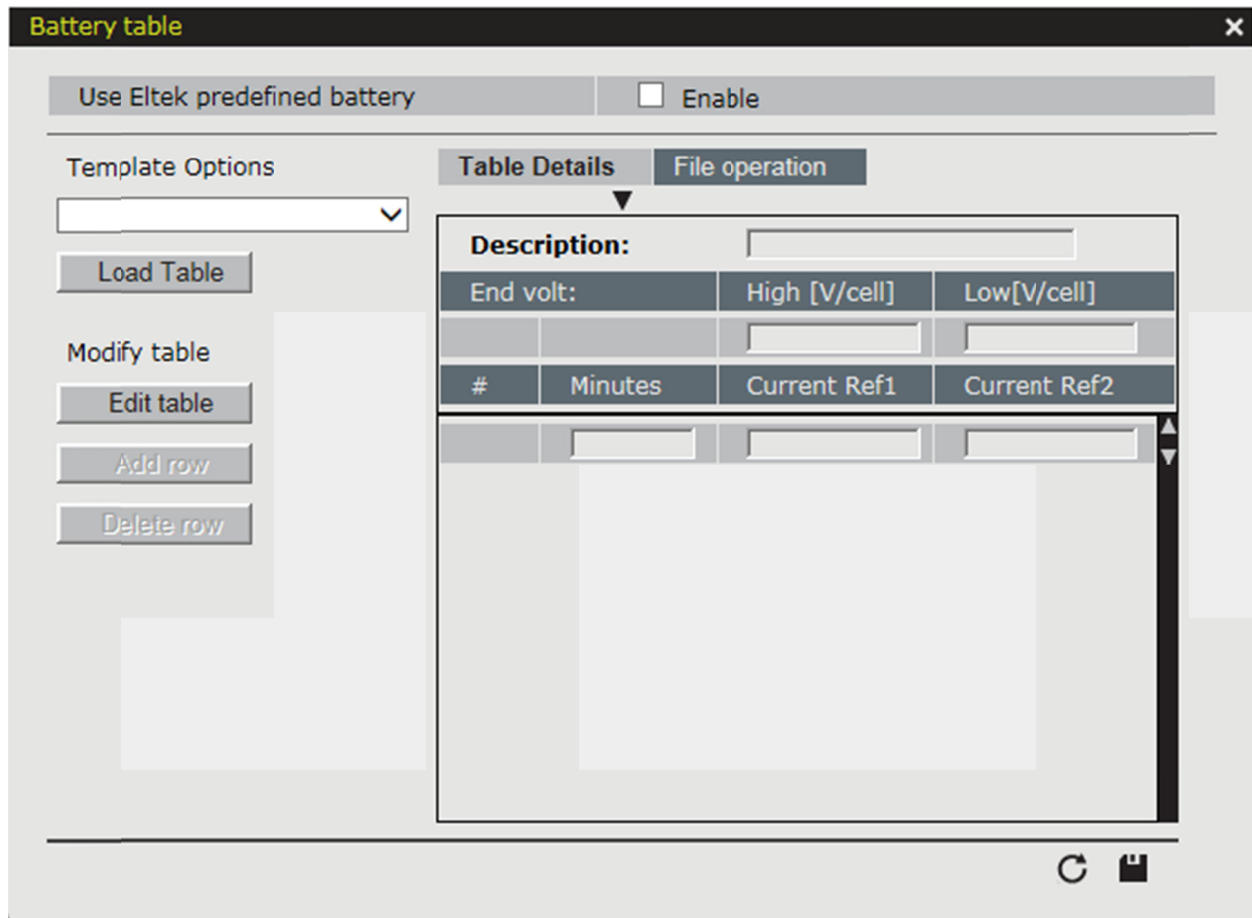 Battery table
Use Eltek predefined battery
Enable
Template Options
Load Table
Modify table
Edit table
Add row
Delete row
Table Details
File operation
Description:
End volt:
High [V/cell]
Low[V/cell]
#
Minutes
Current Ref1
Current Ref2